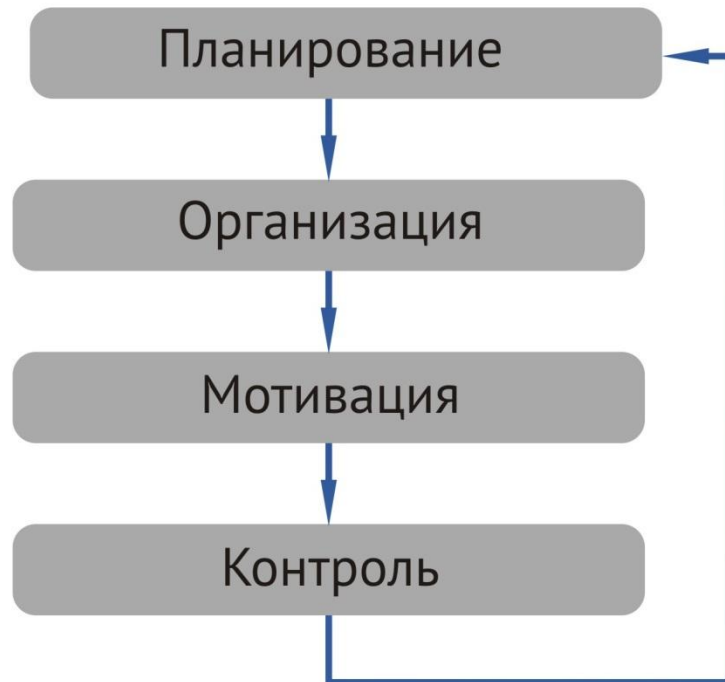 Планирование
Организация
Мотивация
Контроль